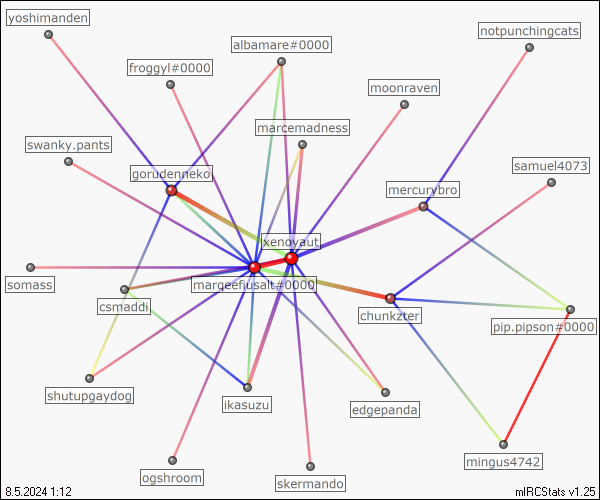 yoshimanden
notpunchingcats
albamare#0000
froggyl#0000
moonraven
marcemadness
swanky.pants
samuel4073
gorudenneko
mercurybro
xenoyaut
somass
marqeefiusalt#0000
csmaddi
chunkzter
pip.pipson#0000
shutupgaydog
ikasuzu
edgepanda
mingus4742
ogshroom
skermando
8.5.2024 1:12
mIRCStats v1.25